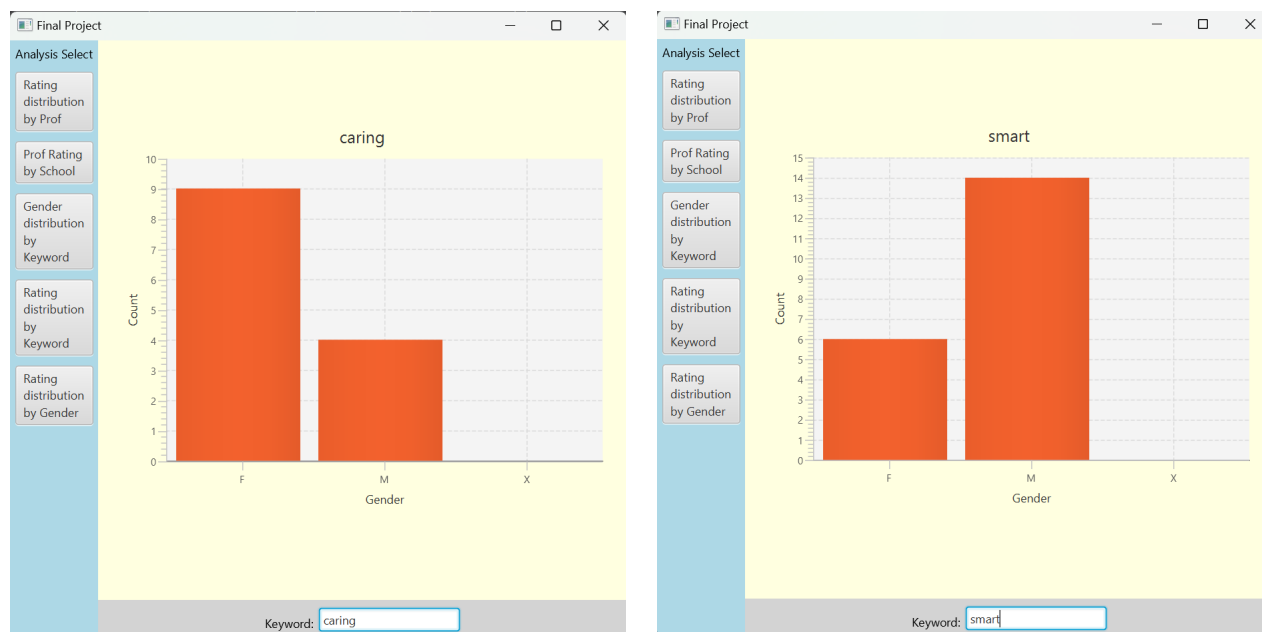 Final Project
Analysis Select
Rating
distribution
by Prof
Prof Rating
by School
Gender
distribution
by
Keyword
Rating
distribution
by
Keyword
Rating
distribution
by Gender
caring
10
9
8
7
6
5
4
3
2
1
0
Count
F M X
Gender
Keyword: caring
Final Project
Analysis Select
Rating
distribution
by Prof
Prof Rating
by School
Gender
distribution
by
Keyword
Rating
distribution
by
Keyword
Rating
distribution
by Gender
smart
15
14
13
12
11
10
9
8
7
6
5
4
3
2
1
0
Count
F M X
Gender
Keyword: smart